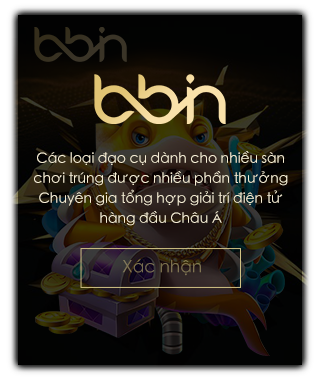 bbin
bbin
Các loại đạo cụ dành cho nhiều sàn
chơi trúng được nhiều phần thưởng
Chuyên gia tổng hợp giải trí điện tử
hàng đầu Châu Á
Xác nhận